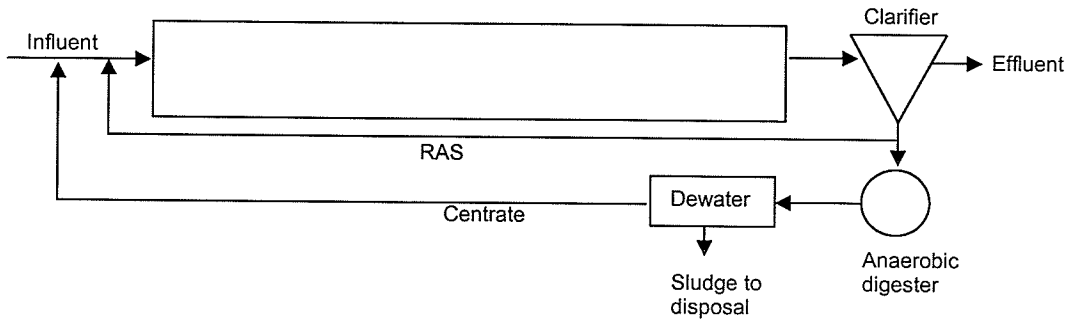 Clarifier
Influent
Effluent
RAS
Dewater
Centrate
Anaerobic
digester
Sludge to
disposal